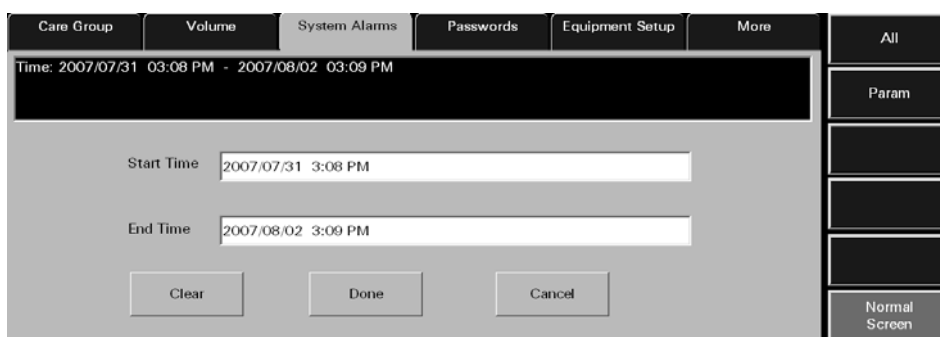 Care Group
Volume
System Alarms
Passwords
Equipment Setup
More
All
Time: 2007/07/31 03:08 PM - 2007/08/02 03:09 PM
Param
Start Time
2007/07/31 3:08 PM
End Time
2007/08/02 3:09 PM
Clear
Done
Cancel
Normal
Screen